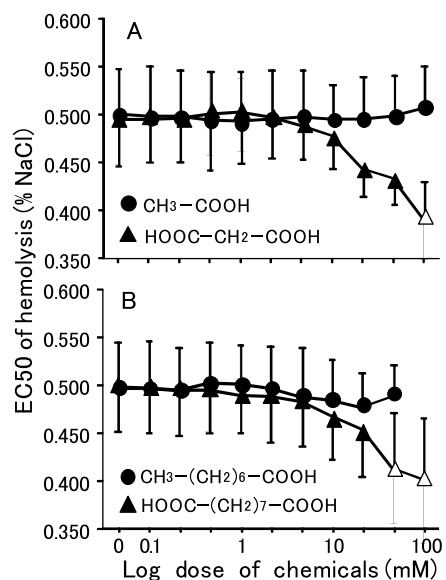 A
0.600
0.550
0.500
0.450
0.400
0.350
CH3-COOH
HOOC-CH2-COOH
EC50 of hemolysis (% NaCl)
B
0.600
0.550
0.500
0.450
0.400
0.350
CH3-(CH2)6-COOH
HOOC-(CH2)7-COOH
0 0.1 1 10 100
Log dose of chemicals (mM)